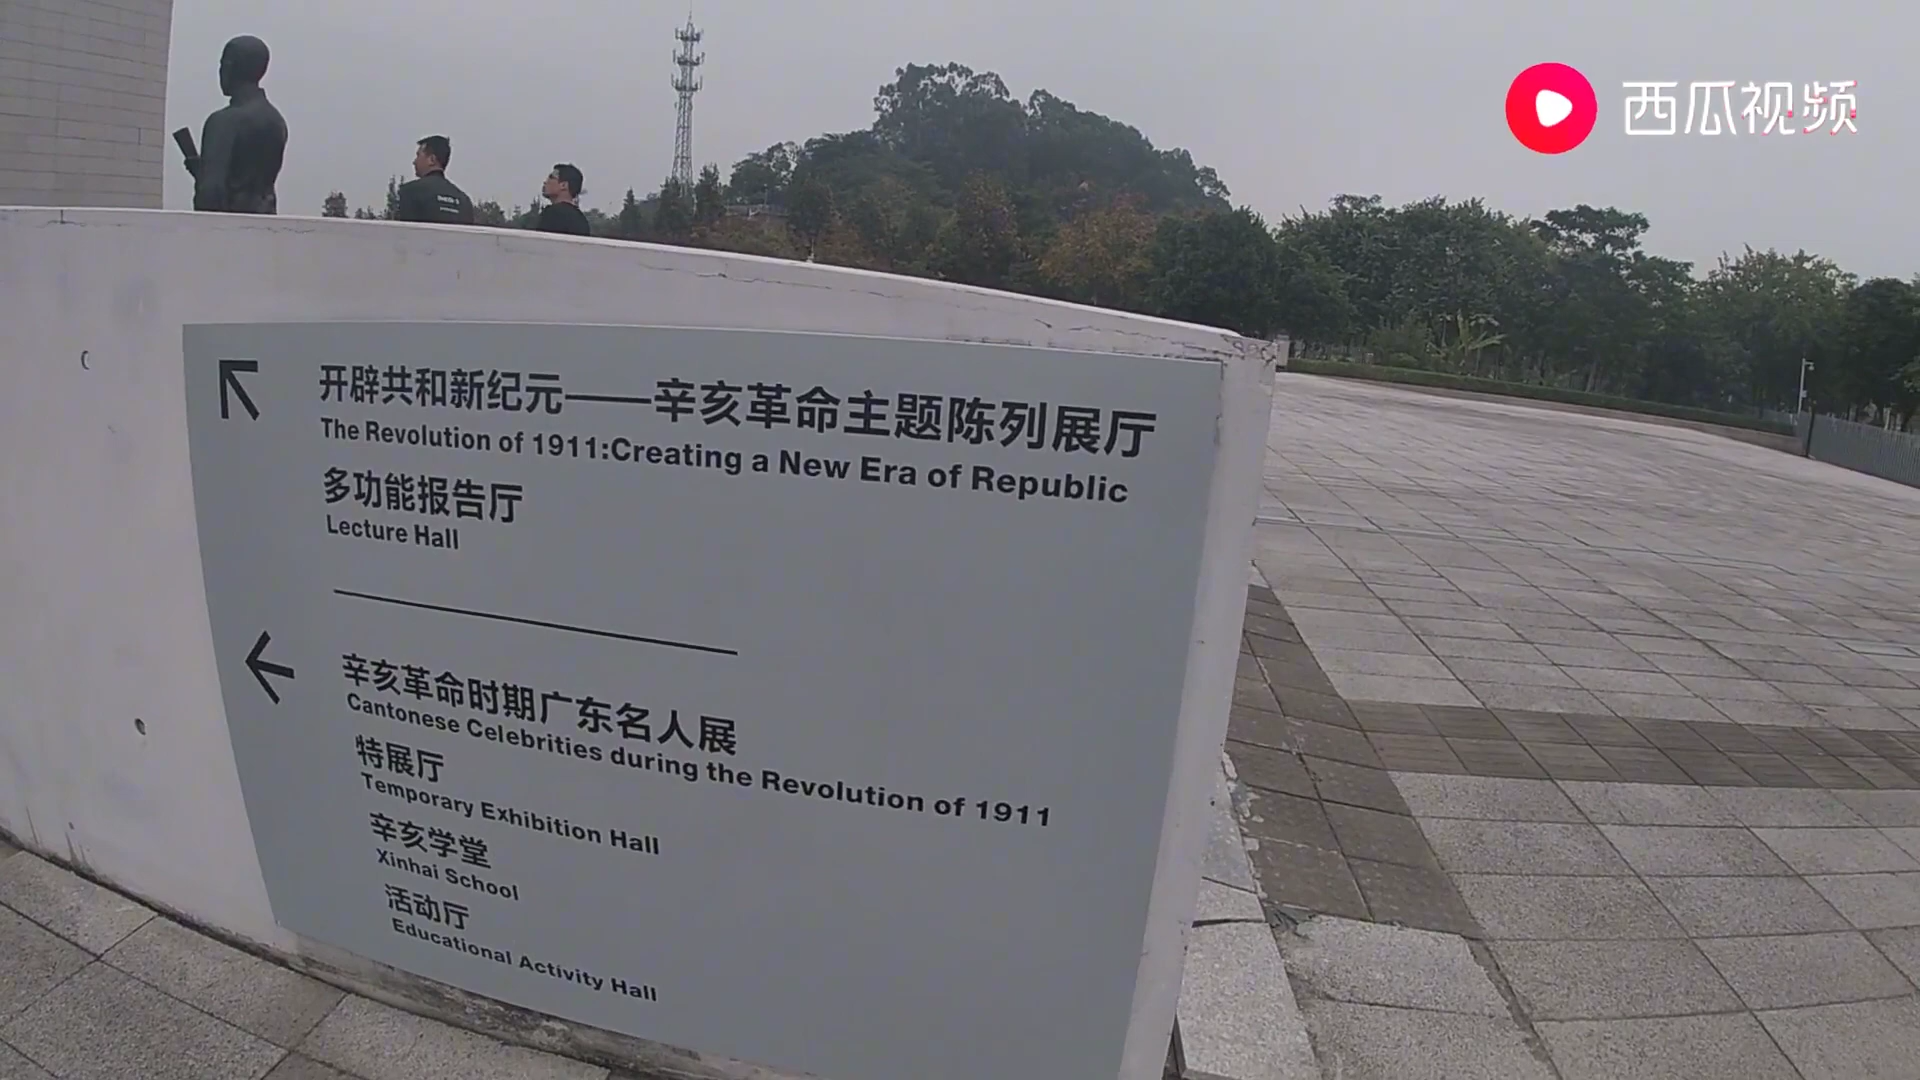 西瓜视频
开辟共和新纪元——辛亥革命主题陈列展厅
The Revolution of 1911:Creating a New Era of Republic
多功能报告厅
Lecture Hall
辛亥革命时期广东名人展
Cantonese Celebrities during the Revolution of 1911
特展厅
Temporary Exhibition Hall
辛亥学堂
Xinhai School
活动厅
Educational Activity Hall